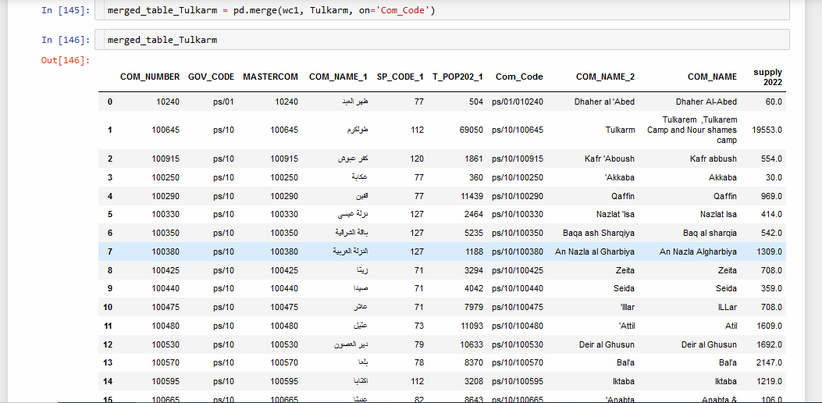 In [145]: merged_table_Tulkarm = pd.merge(wc1, Tulkarm, on='Com_Code')
In [146]: merged_table_Tulkarm
Out[146]:
COM_NUMBER GOV_CODE MASTERCOM COM_NAME_1 SP_CODE_1 T_POP202_1 Com_Code COM_NAME_2 COM_NAME supply
2022
0 10240 ps/01 10240 ظهر العبد 77 504 ps/01/010240 Dhaher al 'Abed Dhaher Al-Abed 60.0
1 100645 ps/10 100645 طولكرم 112 69050 ps/10/100645 Tulkarm Tulkarem ,Tulkarem
Camp and Nour shames
camp 19553.0
2 100915 ps/10 100915 كفر عبوش 120 1861 ps/10/100915 Kafr 'Aboush Kafr abbush 554.0
3 100250 ps/10 100250 عكابة 77 360 ps/10/100250 'Akkaba Akkaba 30.0
4 100290 ps/10 100290 قفين 77 11439 ps/10/100290 Qaffin Qaffin 969.0
5 100330 ps/10 100330 نزلة عيسى 127 2464 ps/10/100330 Nazlat 'Isa Nazlat Isa 414.0
6 100350 ps/10 100350 باقة الشرقية 127 5235 ps/10/100350 Baqa ash Sharqiya Baq al sharqia 542.0
7 100380 ps/10 100380 النزلة الغربية 127 1188 ps/10/100380 An Nazla al Gharbiya An Nazla Algharbiya 1309.0
8 100425 ps/10 100425 زيتا 71 3294 ps/10/100425 Zeita Zeita 708.0
9 100440 ps/10 100440 صيدا 71 4042 ps/10/100440 Seida Seida 359.0
10 100475 ps/10 100475 علار 71 7979 ps/10/100475 'Illar ILLar 708.0
11 100480 ps/10 100480 عتيل 73 11093 ps/10/100480 'Attil Atil 1609.0
12 100530 ps/10 100530 دير الغصون 79 10633 ps/10/100530 Deir al Ghusun Deir al Ghusun 1692.0
13 100570 ps/10 100570 بلعا 78 8370 ps/10/100570 Bal'a Bal'a 2147.0
14 100595 ps/10 100595 اكتابا 112 3208 ps/10/100595 Iktaba Iktaba 1219.0
15 100665 ps/10 100665 عنبتا 82 8643 ps/10/100665 'Anabta Anabta & 106.0